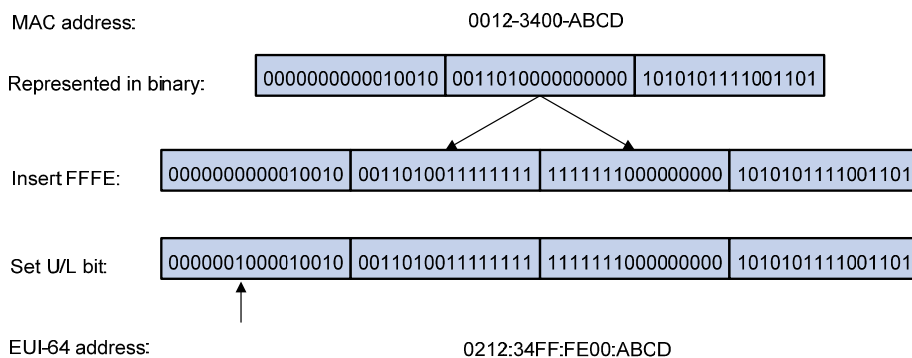 MAC address: 0012-3400-ABCD
Represented in binary: 0000000000010010 0011010000000000 1010101111001101
Insert FFFE: 0000000000010010 0011010011111111 1111111000000000 1010101111001101
Set U/L bit: 0000001000010010 0011010011111111 1111111000000000 1010101111001101
EUI-64 address: 0212:34FF:FE00:ABCD